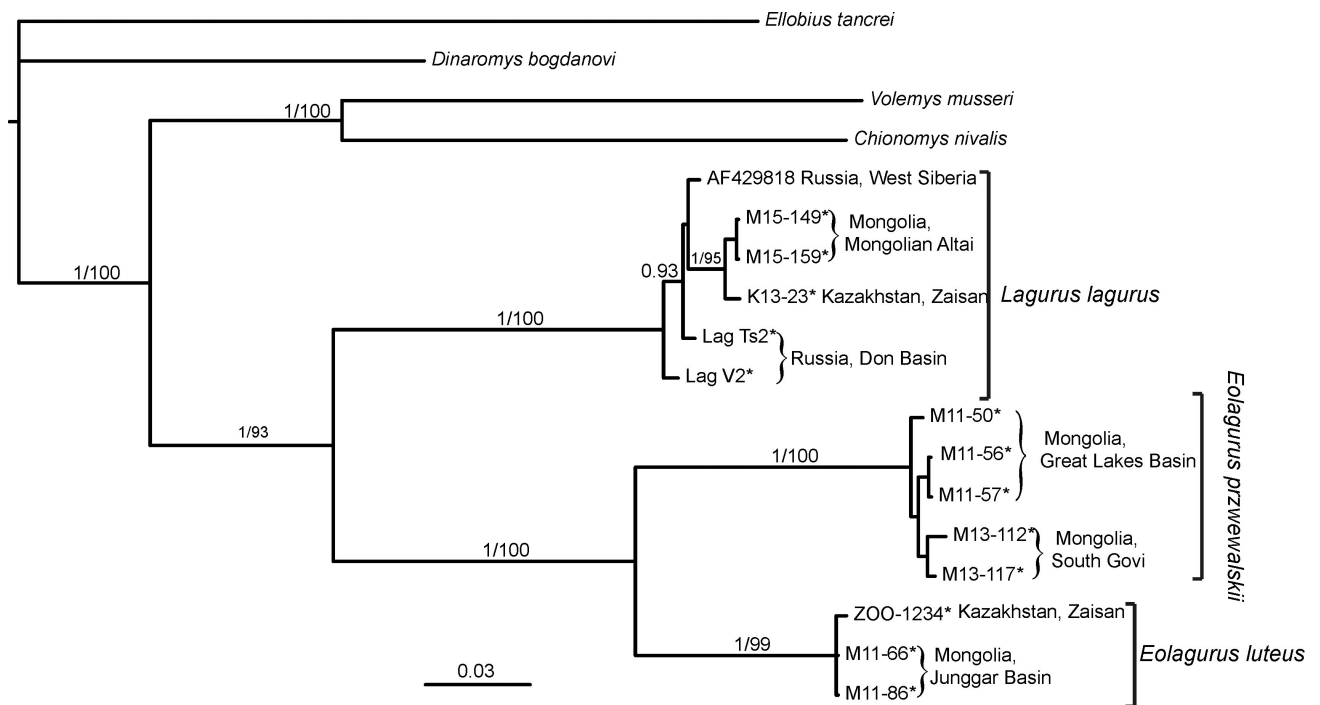 Ellobius tancrei
Dinaromys bogdanovi
Volemys musseri
1/100
Chionomys nivalis
AF429818 Russia, West Siberia
M15-149*
Mongolia,
Mongolian Altai
M15-159*
1/95
0.93
1/100
K13-23* Kazakhstan, Zaisan
Lagurus lagurus
1/100
Lag Ts2*
Russia, Don Basin
Lag V2*
Eolagurus przwewalskii
M11-50*
1/93
Mongolia,
Great Lakes Basin
M11-56*
1/100
M11-57*
M13-112*
Mongolia,
South Govi
1/100
M13-117*
ZOO-1234* Kazakhstan, Zaisan
1/99
M11-66*
Mongolia,
Junggar Basin
Eolagurus luteus
0.03
M11-86*